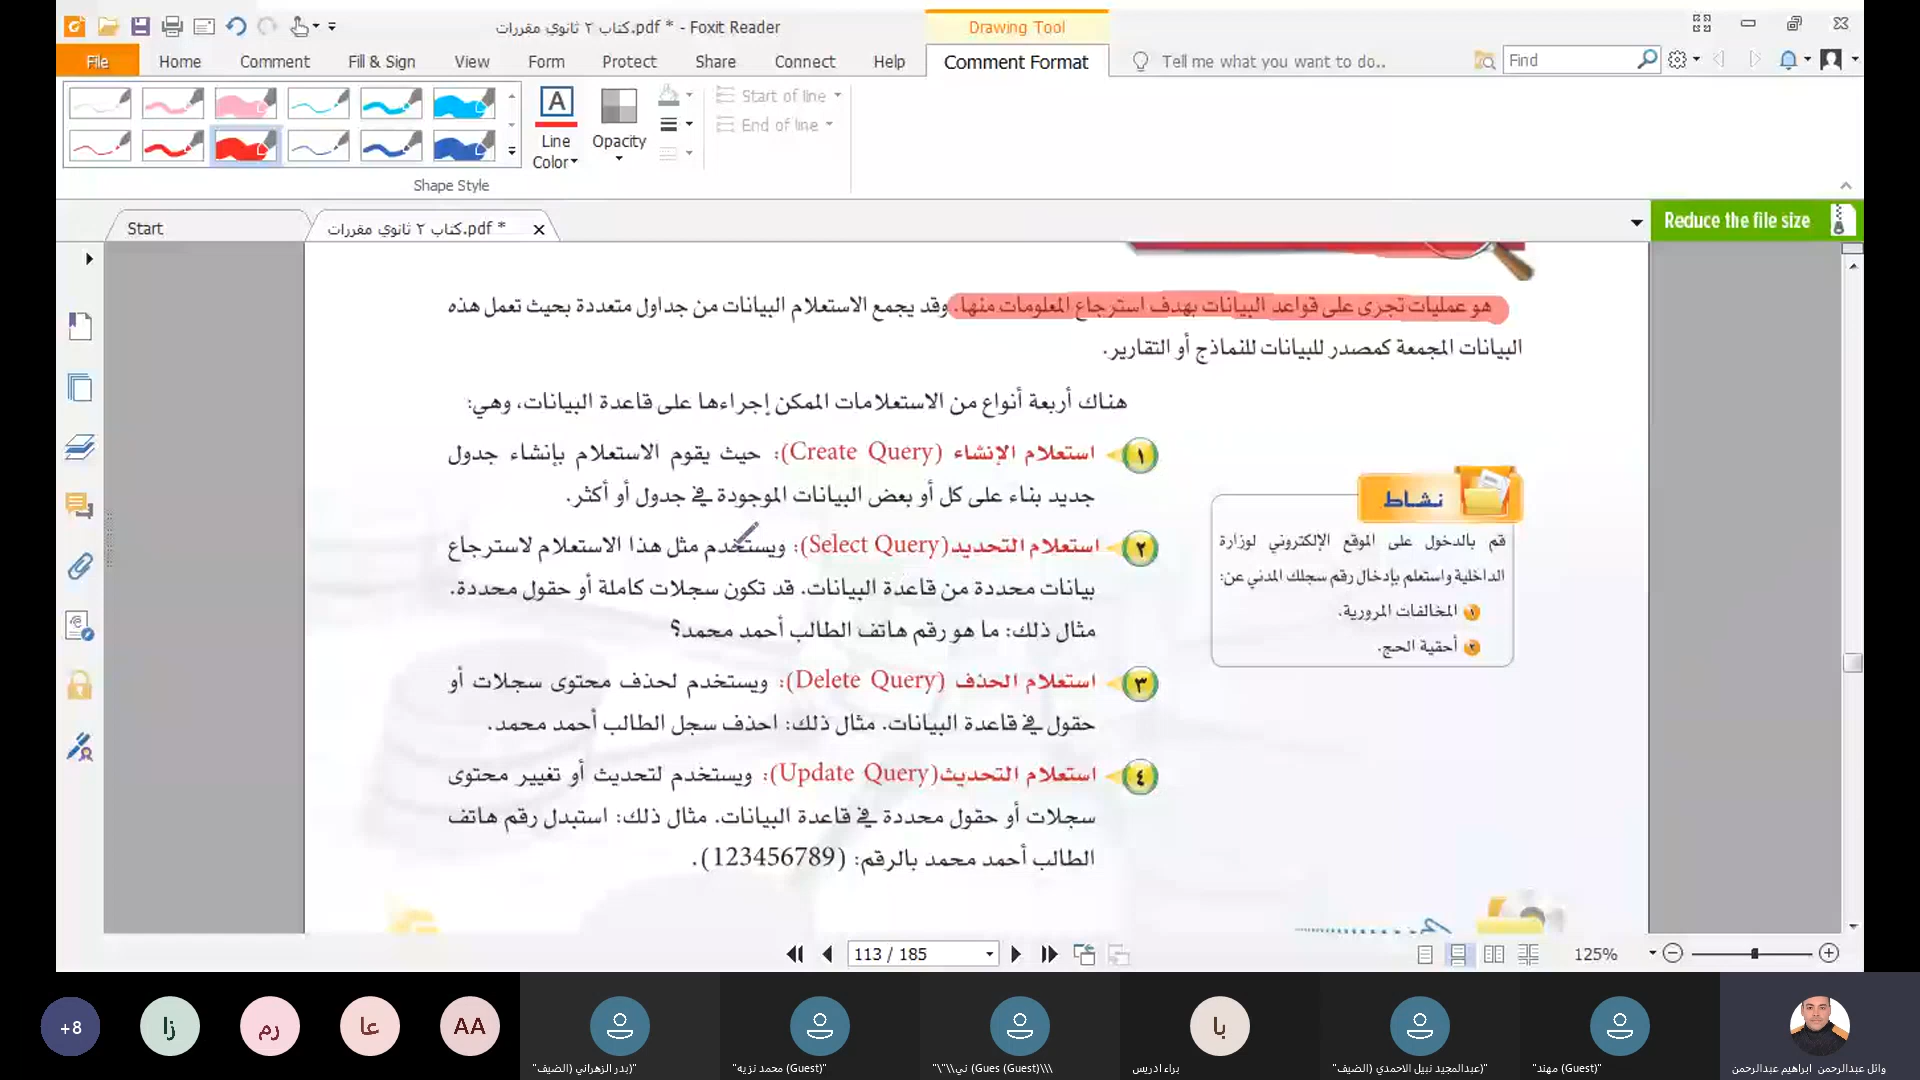 كتاب ٢ ثانوي مقررات.pdf * - Foxit Reader
Drawing Tool
File Home Comment Fill & Sign View Form Protect Share Connect Help Comment Format Tell me what you want to do.. Find
Line Color
Opacity
Start of line
End of line
Shape Style
Start
كتاب ٢ ثانوي مقررات.pdf *
Reduce the file size
هو عمليات تجرى على قواعد البيانات بهدف استرجاع المعلومات منها. وقد يجمع الاستعلام البيانات من جداول متعددة بحيث تعمل هذه
البيانات المجمعة كمصدر للبيانات للنماذج أو التقارير.
هناك أربعة أنواع من الاستعلامات الممكن إجراءها على قاعدة البيانات، وهي:
١ استعلام الإنشاء (Create Query): حيث يقوم الاستعلام بإنشاء جدول
جديد بناء على كل أو بعض البيانات الموجودة في جدول أو أكثر.
٢ استعلام التحديد (Select Query): ويستخدم مثل هذا الاستعلام لاسترجاع
بيانات محددة من قاعدة البيانات. قد تكون سجلات كاملة أو حقول محددة.
مثال ذلك: ما هو رقم هاتف الطالب أحمد محمد؟
٣ استعلام الحذف (Delete Query): ويستخدم لحذف محتوى سجلات أو
حقول في قاعدة البيانات. مثال ذلك: احذف سجل الطالب أحمد محمد.
٤ استعلام التحديث (Update Query): ويستخدم لتحديث أو تغيير محتوى
سجلات أو حقول محددة في قاعدة البيانات. مثال ذلك: استبدل رقم هاتف
الطالب أحمد محمد بالرقم: (123456789).
نشاط
قم بالدخول على الموقع الإلكتروني لوزارة
الداخلية واستعلم بإدخال رقم سجلك المدني عن:
١ المخالفات المرورية.
٢ أحقية الحج.
113 / 185
125%
+8
زا
رم
عا
AA
با
"بدر الزهراني (الضيف)"
"محمد نزيه (Guest)"
"\"\\ني (Gues (Guest)\\\
براء ادريس
"عبدالمجيد نبيل الاحمدي (الضيف)"
"مهند (Guest)"
وائل عبدالرحمن ابراهيم عبدالرحمن